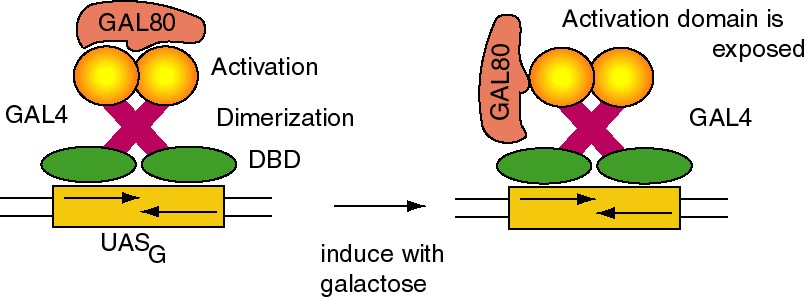 GAL80
Activation
GAL4
Dimerization
DBD
UASG
induce with
galactose
Activation domain is
exposed
GAL80
GAL4